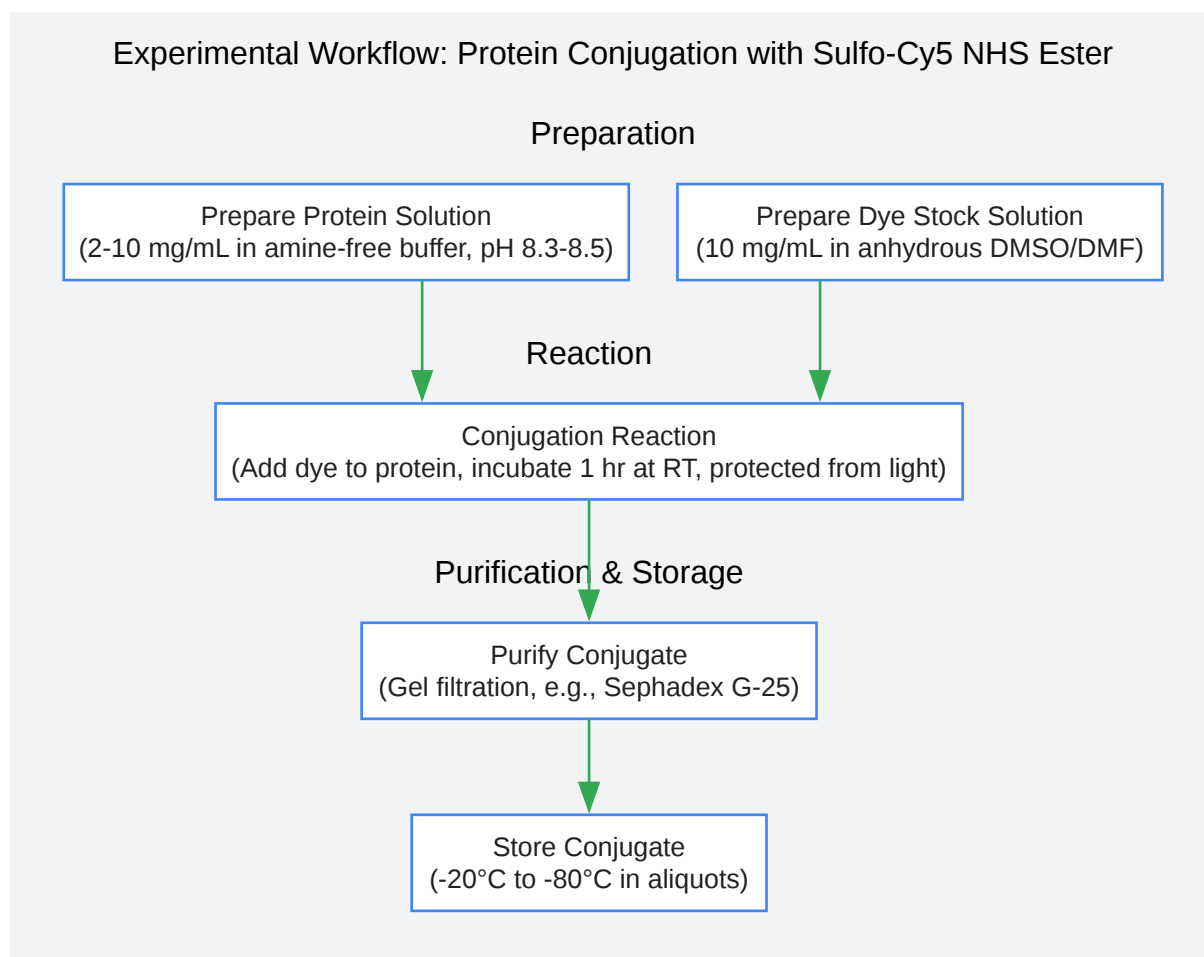 Experimental Workflow: Protein Conjugation with Sulfo-Cy5 NHS Ester
Preparation
Prepare Protein Solution
(2-10 mg/mL in amine-free buffer, pH 8.3-8.5)
Prepare Dye Stock Solution
(10 mg/mL in anhydrous DMSO/DMF)
Reaction
Conjugation Reaction
(Add dye to protein, incubate 1 hr at RT, protected from light)
Purification & Storage
Purify Conjugate
(Gel filtration, e.g., Sephadex G-25)
Store Conjugate
(-20°C to -80°C in aliquots)